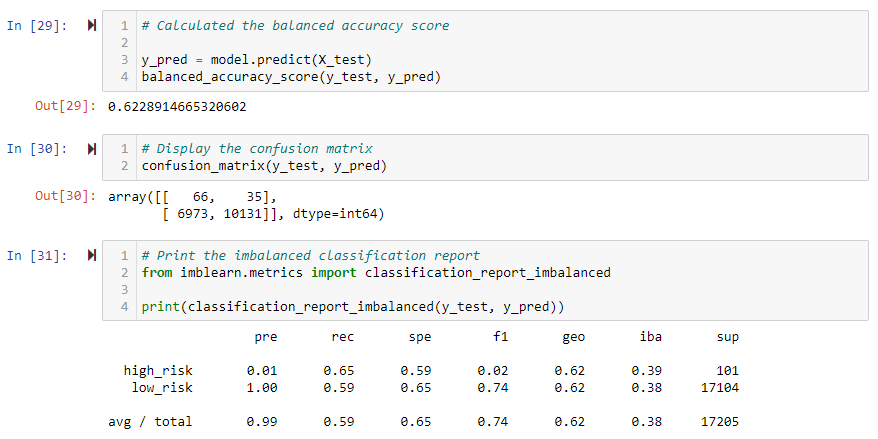 In [29]:
1 # Calculated the balanced accuracy score
2
3 y_pred = model.predict(X_test)
4 balanced_accuracy_score(y_test, y_pred)
Out[29]: 0.6228914665320602
In [30]:
1 # Display the confusion matrix
2 confusion_matrix(y_test, y_pred)
Out[30]: array([[   66,    35],
       [ 6973, 10131]], dtype=int64)
In [31]:
1 # Print the imbalanced classification report
2 from imblearn.metrics import classification_report_imbalanced
3
4 print(classification_report_imbalanced(y_test, y_pred))
pre rec spe f1 geo iba sup
high_risk 0.01 0.65 0.59 0.02 0.62 0.39 101
low_risk 1.00 0.59 0.65 0.74 0.62 0.38 17104
avg / total 0.99 0.59 0.65 0.74 0.62 0.38 17205